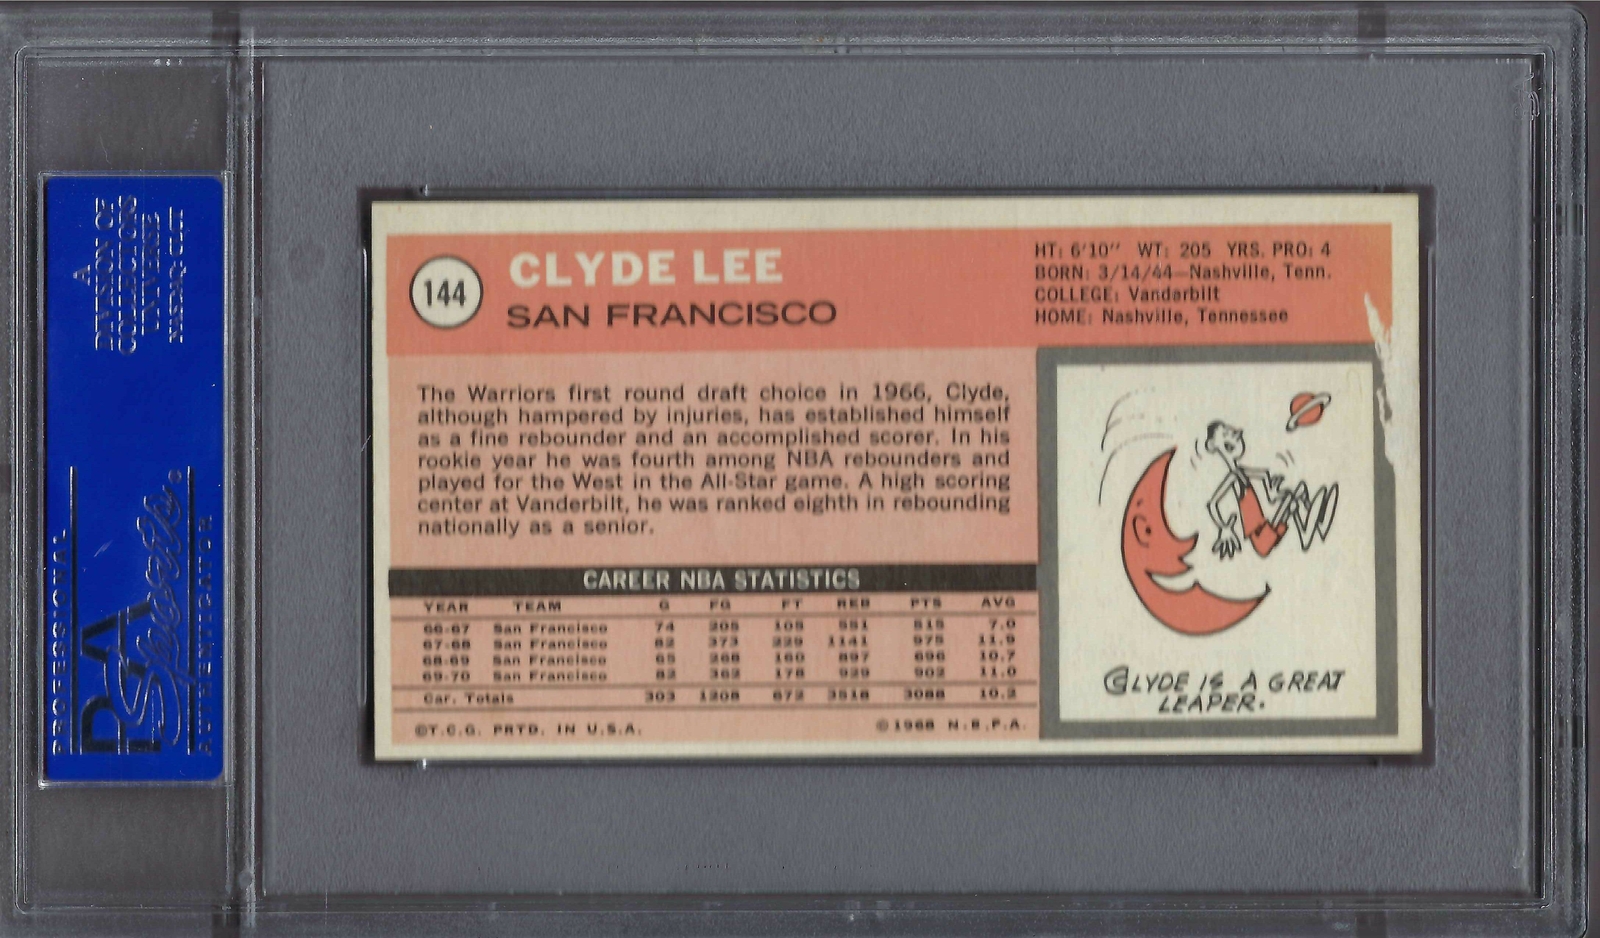 A
DIVISION OF
COLLECTORS
UNIVERSE
NASDAQ: CLCT
PROFESSIONAL
PSA
Sports
AUTHENTICATOR
144
CLYDE LEE
SAN FRANCISCO
HT: 6'10" WT: 205 YRS. PRO: 4
BORN: 3/14/44—Nashville, Tenn.
COLLEGE: Vanderbilt
HOME: Nashville, Tennessee
The Warriors first round draft choice in 1966, Clyde,
although hampered by injuries, has established himself
as a fine rebounder and an accomplished scorer. In his
rookie year he was fourth among NBA rebounders and
played for the West in the All-Star game. A high scoring
center at Vanderbilt, he was ranked eighth in rebounding
nationally as a senior.
CAREER NBA STATISTICS
YEAR TEAM G FG FT REB PTS AVG
66-67 San Francisco 74 205 105 551 515 7.0
67-68 San Francisco 82 373 229 1141 975 11.9
68-69 San Francisco 65 268 160 897 696 10.7
69-70 San Francisco 82 362 178 929 902 11.0
Car. Totals 303 1208 672 3518 3088 10.2
©T.C.G. PRTD. IN U.S.A. ©1968 N.B.P.A.
CLYDE IS A GREAT
LEAPER.